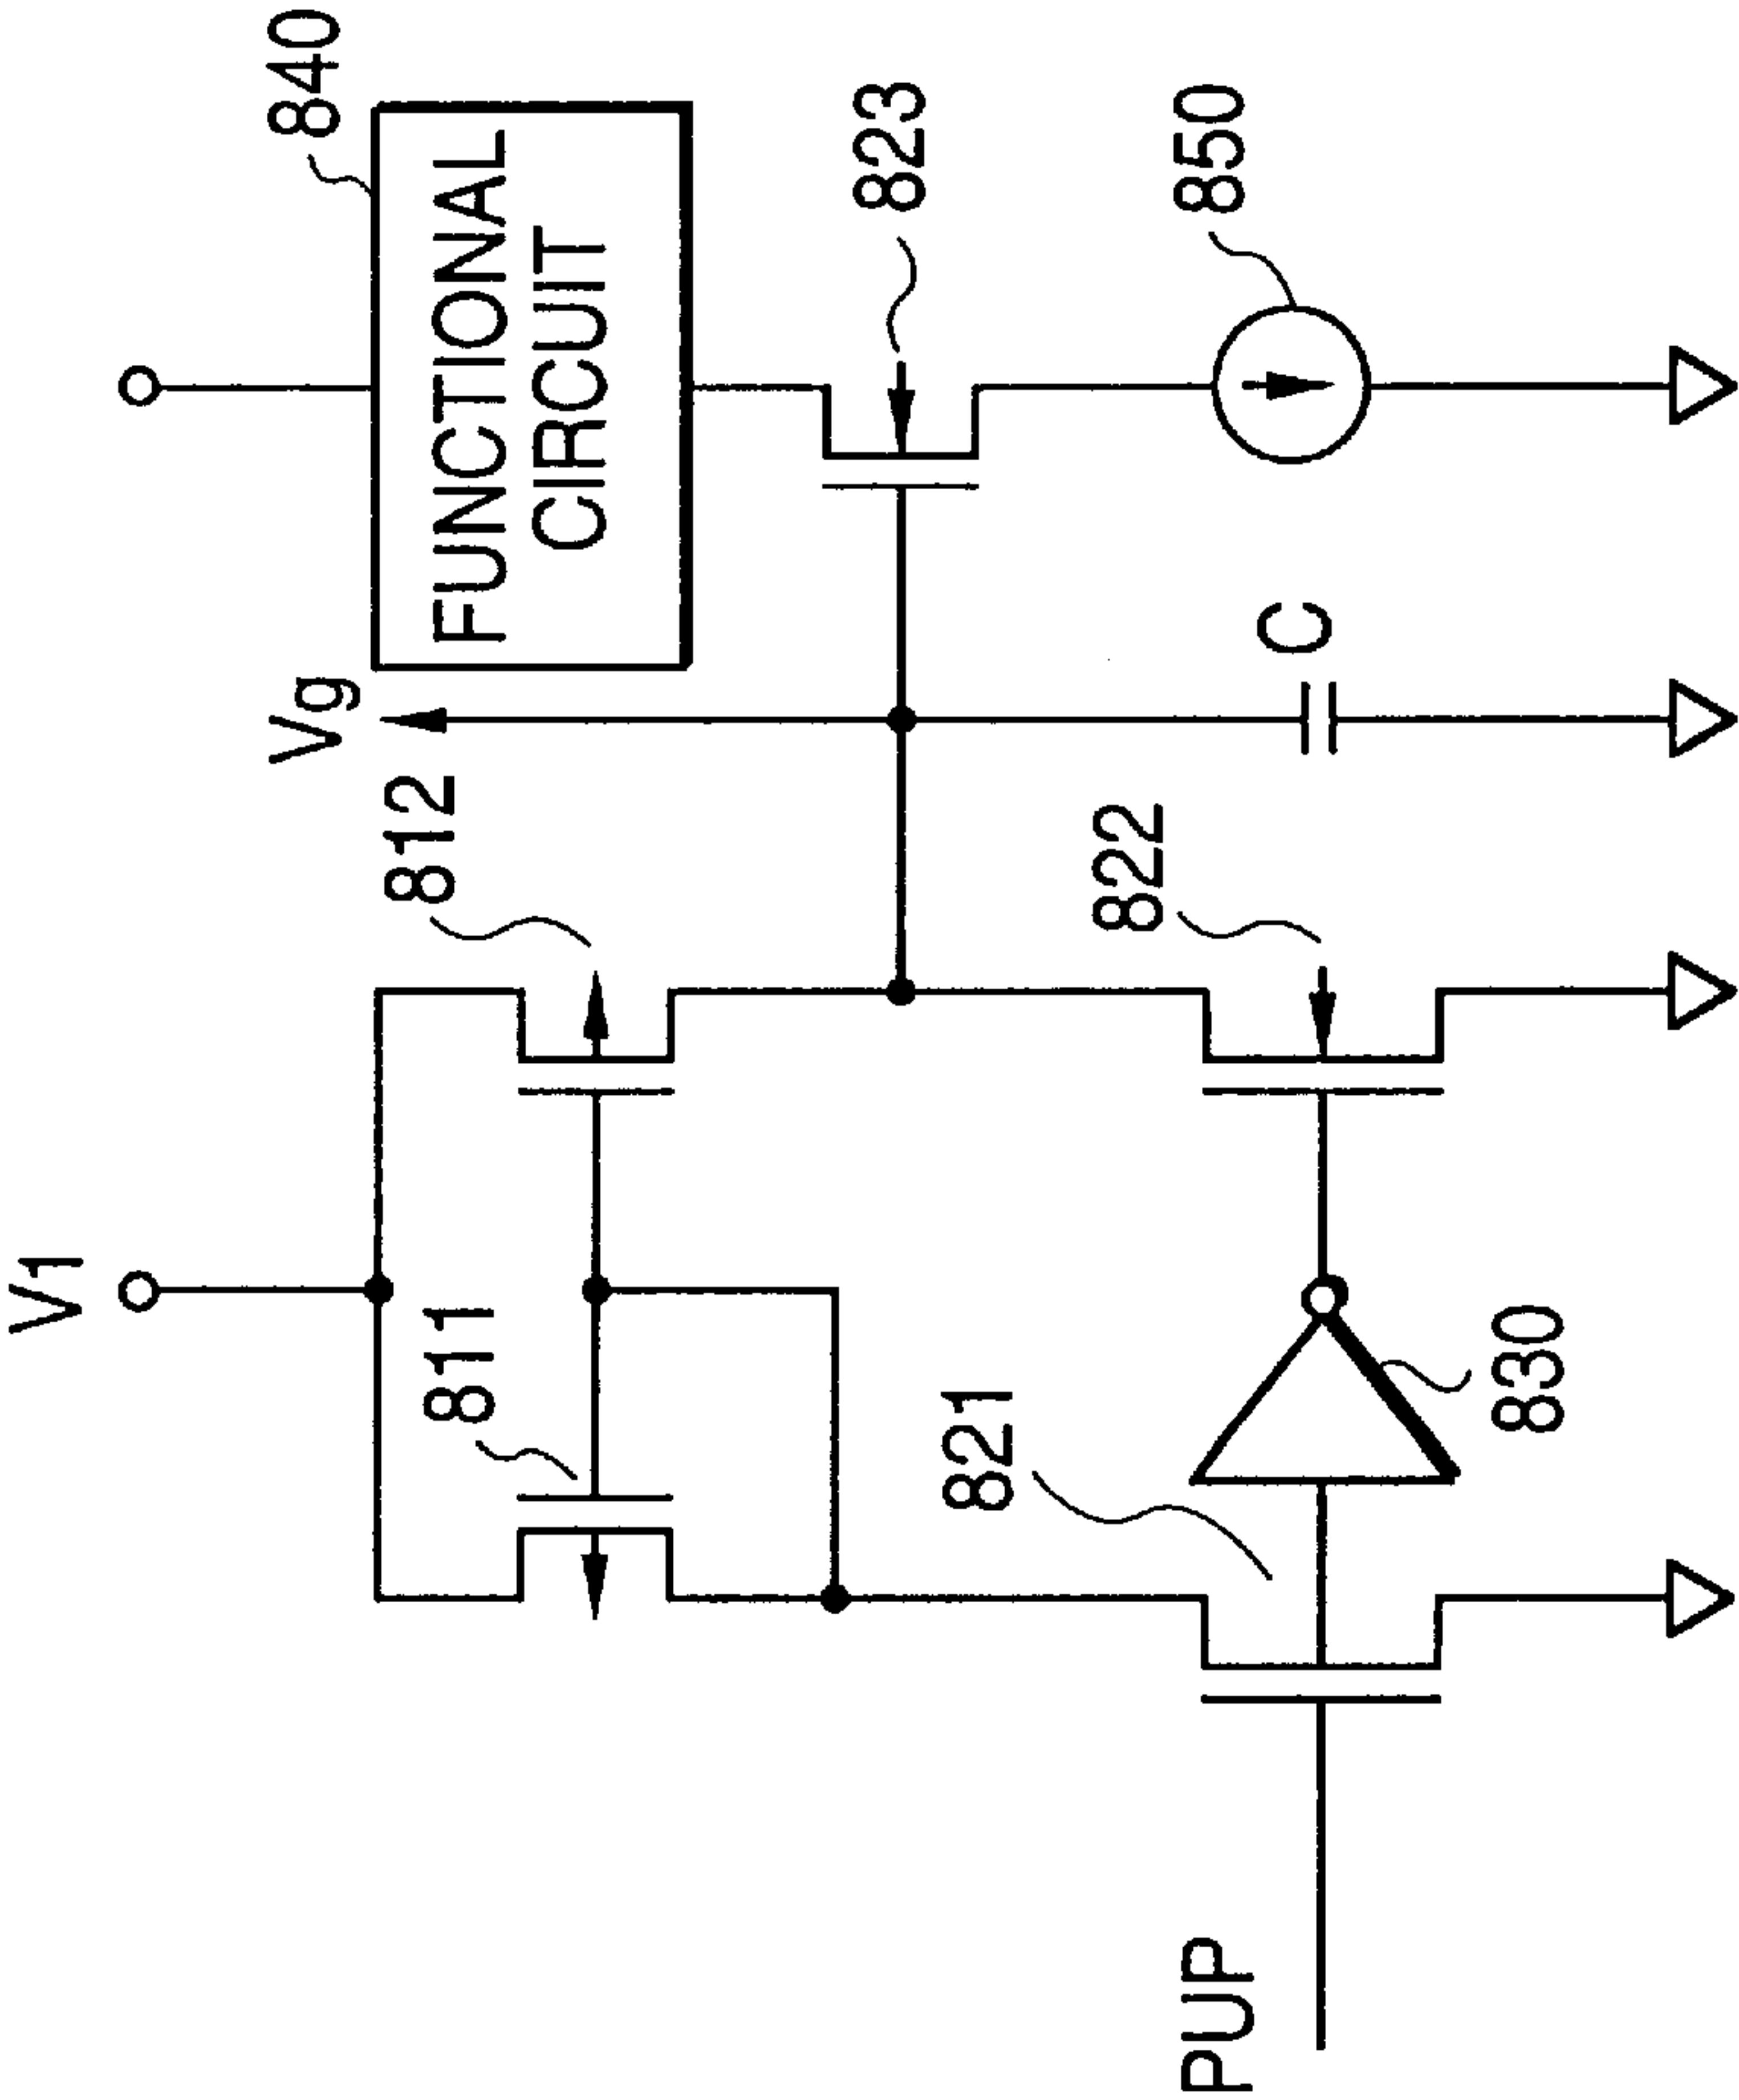 V1
840
FUNCTIONAL
CIRCUIT
Vg
812
811
823
821
822
850
C
830
PUP